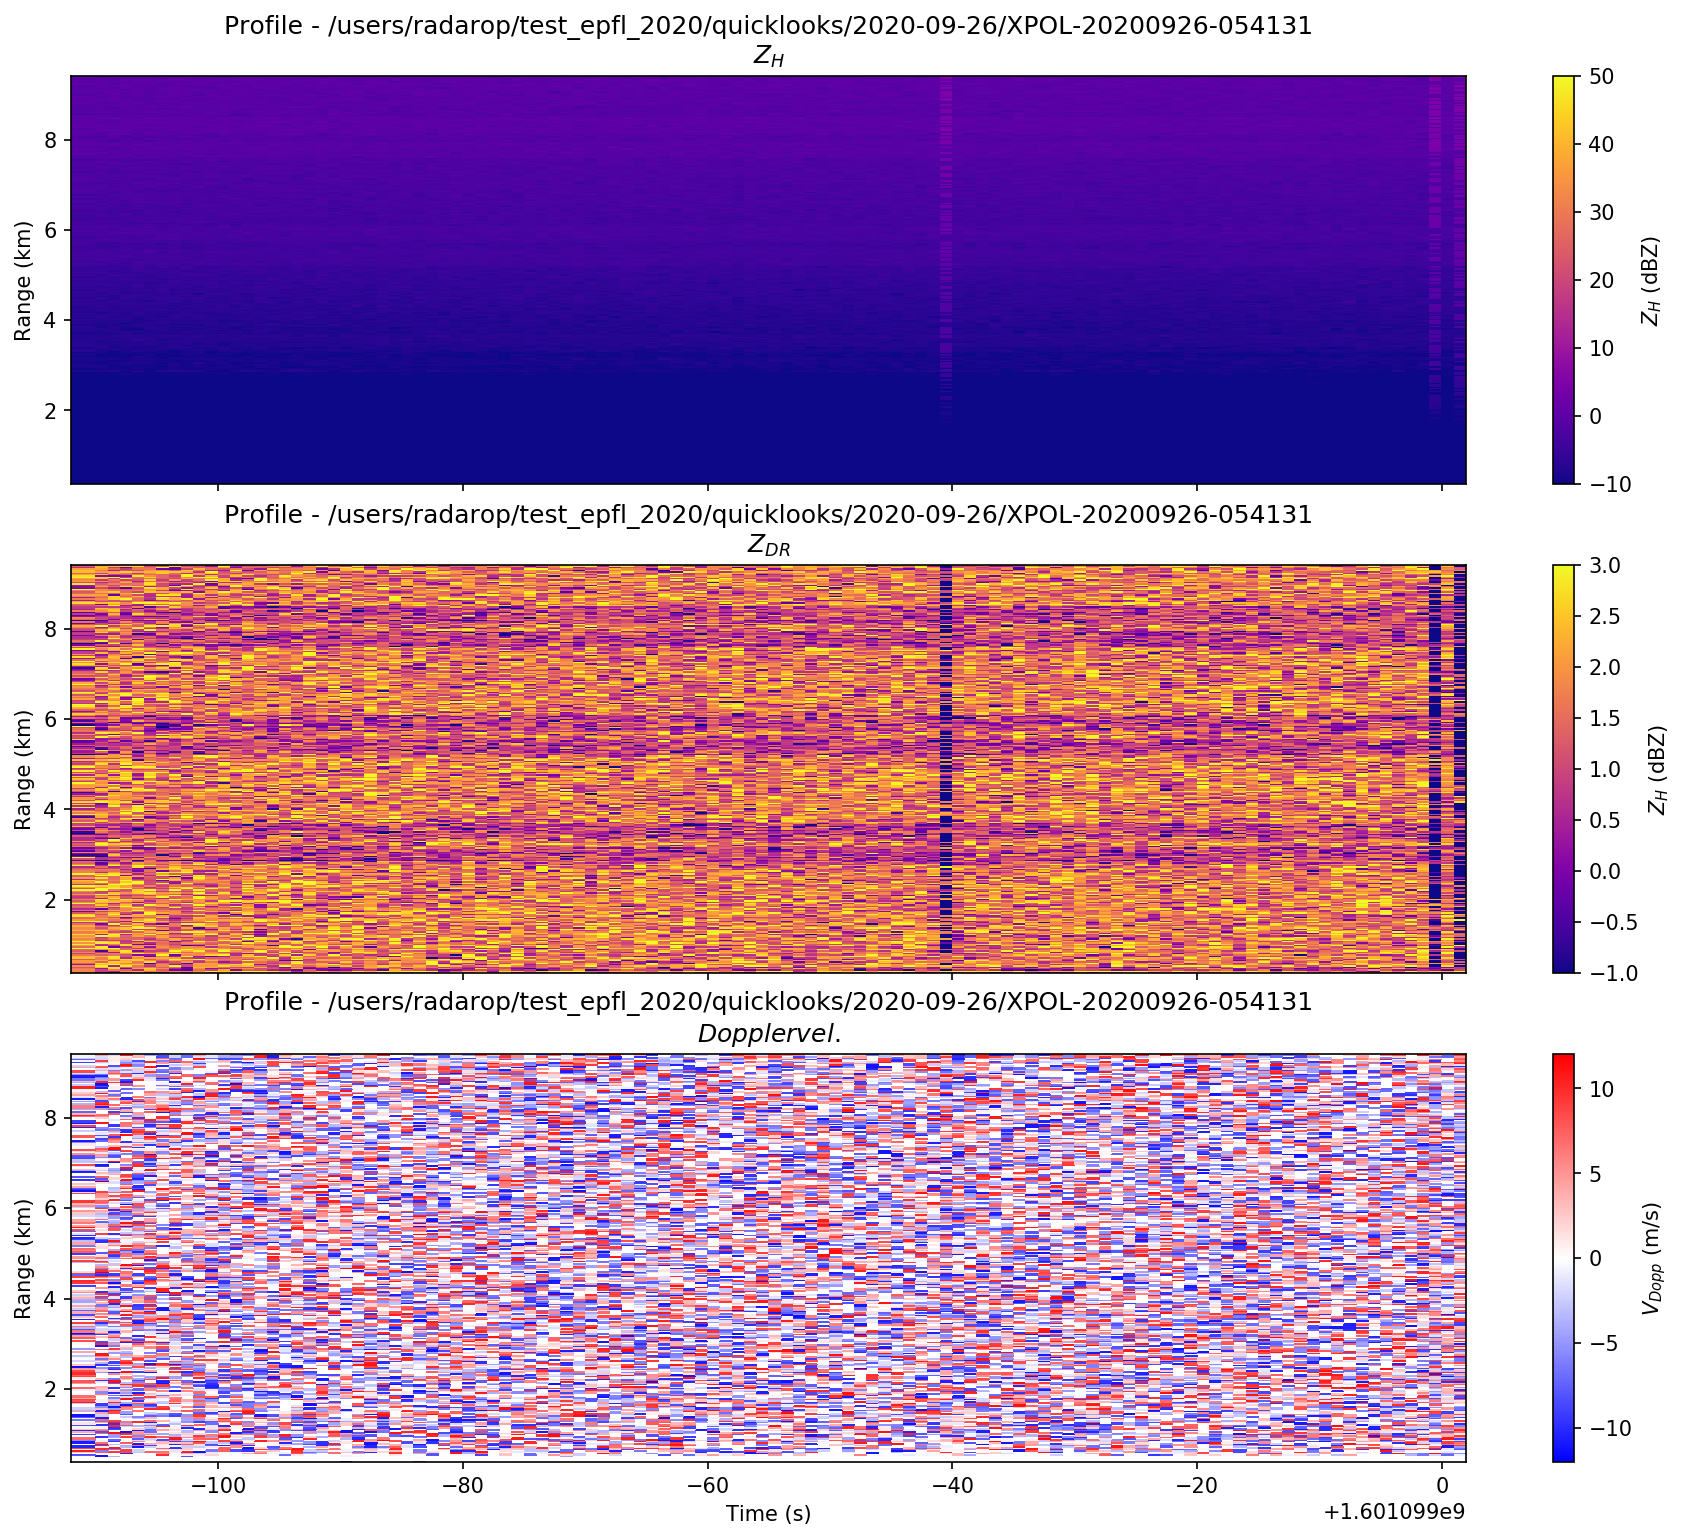 Profile - /users/radarop/test_epfl_2020/quicklooks/2020-09-26/XPOL-20200926-054131
Z_H
Range (km)
8
6
4
2
50
40
30
20
10
0
−10
Z_H (dBZ)
Profile - /users/radarop/test_epfl_2020/quicklooks/2020-09-26/XPOL-20200926-054131
Z_DR
Range (km)
8
6
4
2
3.0
2.5
2.0
1.5
1.0
0.5
0.0
−0.5
−1.0
Z_H (dBZ)
Profile - /users/radarop/test_epfl_2020/quicklooks/2020-09-26/XPOL-20200926-054131
Dopplervel.
Range (km)
8
6
4
2
10
5
0
−5
−10
V_Dopp (m/s)
−100 −80 −60 −40 −20 0
Time (s)
+1.601099e9